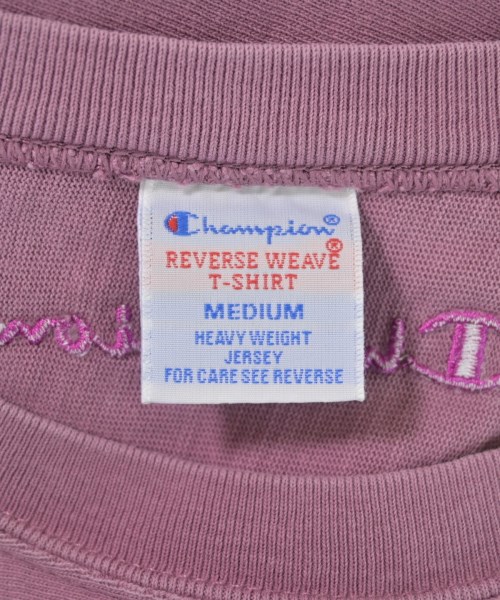 Champion®
REVERSE WEAVE®
T-SHIRT
MEDIUM
HEAVY WEIGHT
JERSEY
FOR CARE SEE REVERSE